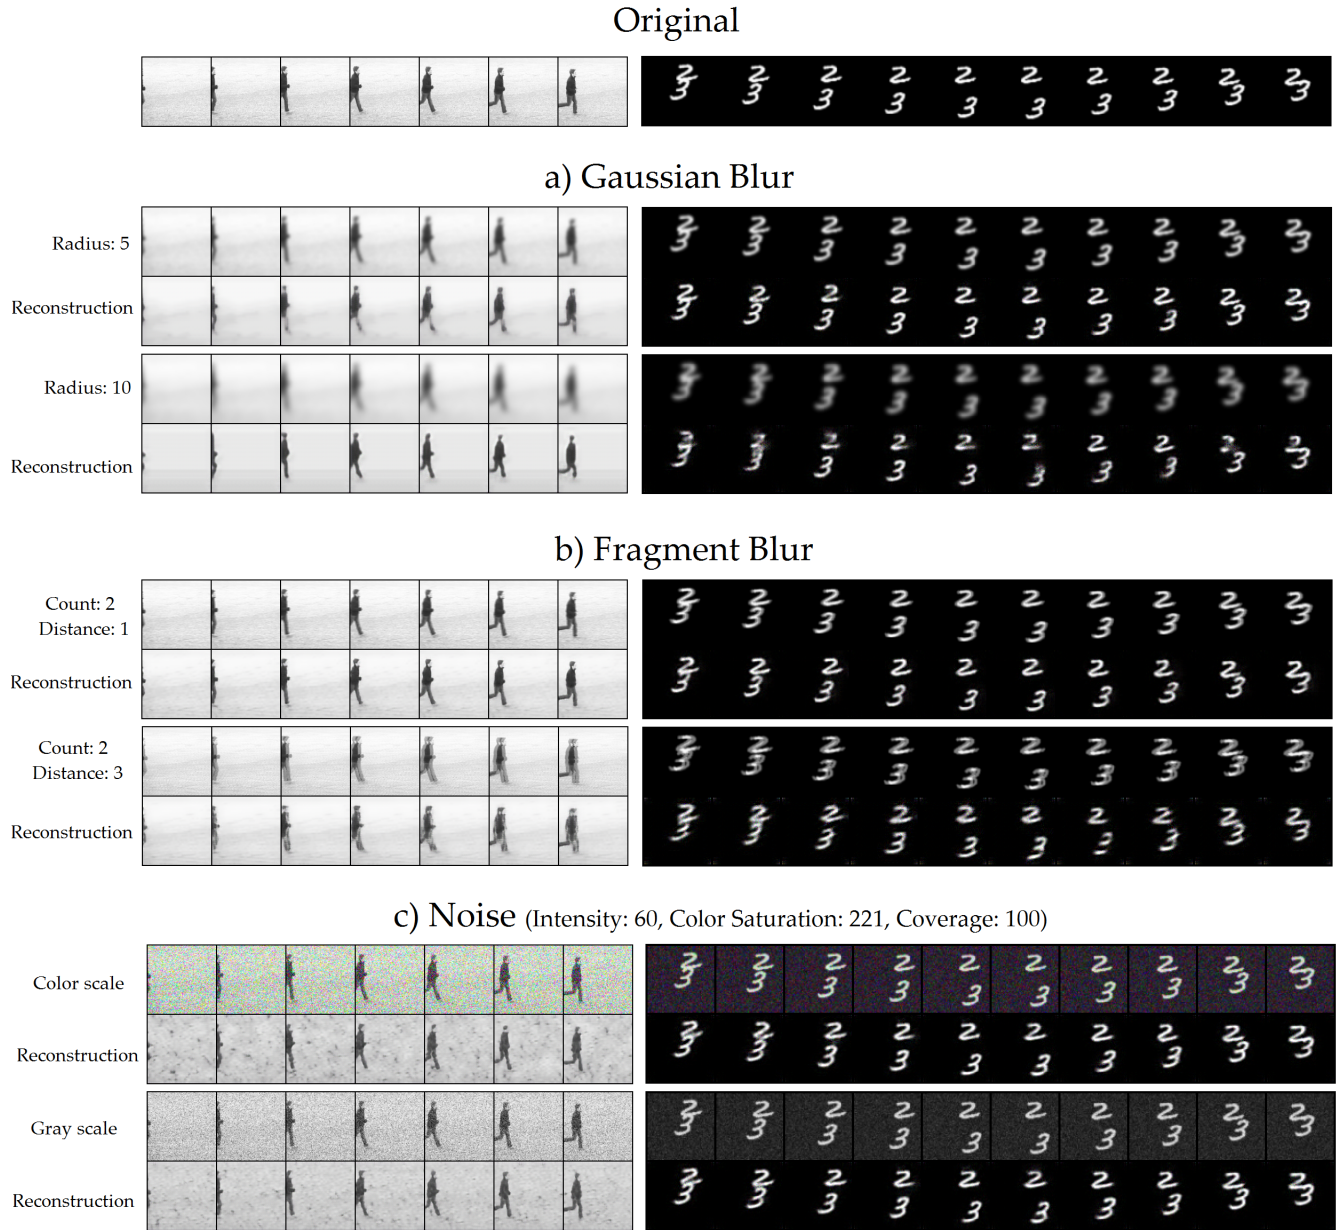 Original
a) Gaussian Blur
Radius: 5
Reconstruction
Radius: 10
Reconstruction
b) Fragment Blur
Count: 2
Distance: 1
Reconstruction
Count: 2
Distance: 3
Reconstruction
c) Noise (Intensity: 60, Color Saturation: 221, Coverage: 100)
Color scale
Reconstruction
Gray scale
Reconstruction